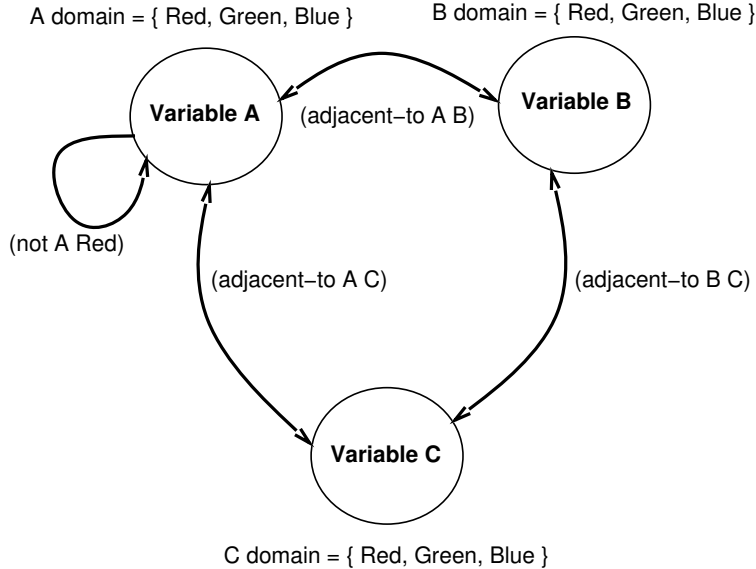 A domain = { Red, Green, Blue }
B domain = { Red, Green, Blue }
Variable A
Variable B
(adjacent−to A B)
(not A Red)
(adjacent−to A C)
(adjacent−to B C)
Variable C
C domain = { Red, Green, Blue }